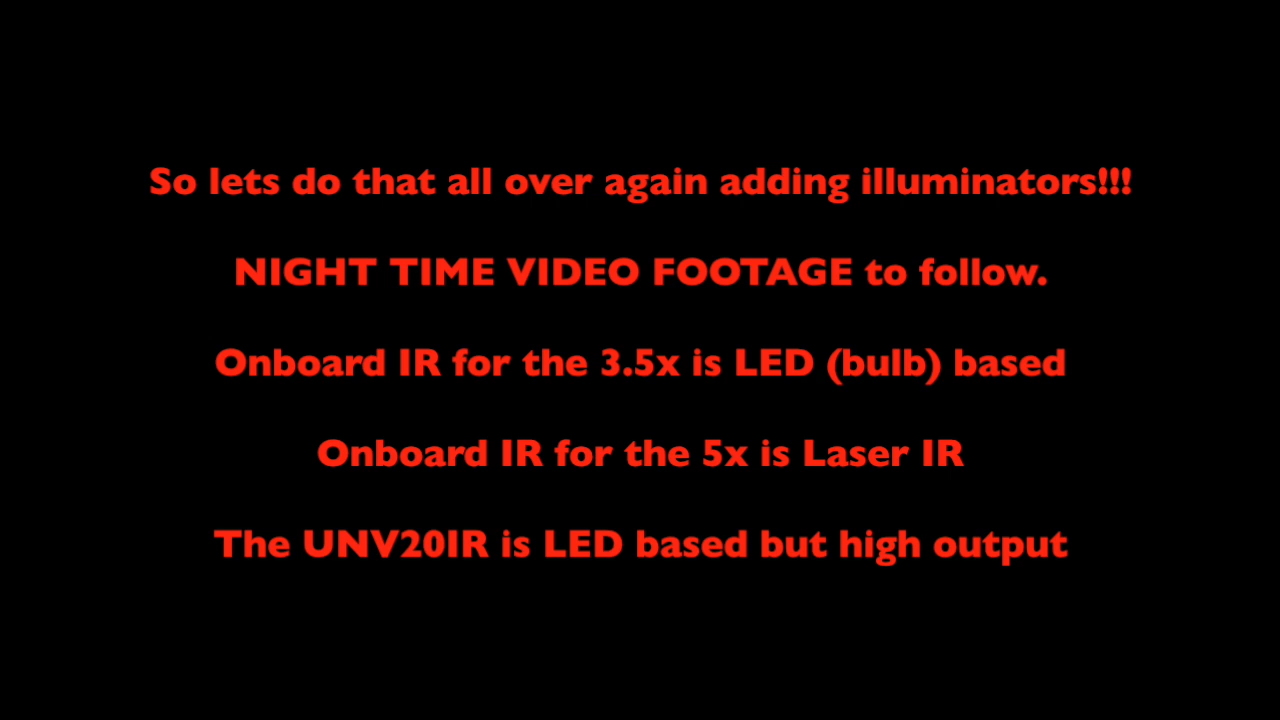 So lets do that all over again adding illuminators!!!
NIGHT TIME VIDEO FOOTAGE to follow.
Onboard IR for the 3.5x is LED (bulb) based
Onboard IR for the 5x is Laser IR
The UNV20IR is LED based but high output